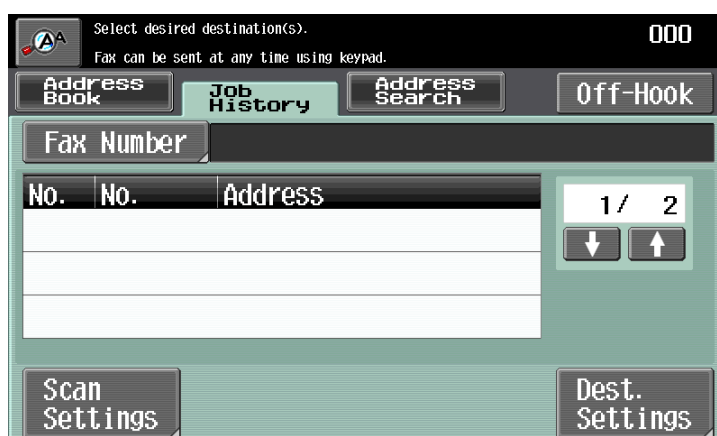 AA
Select desired destination(s).
000
Fax can be sent at any time using keypad.
Address Book
Job History
Address Search
Off-Hook
Fax Number
No. No. Address
1/ 2
Scan Settings
Dest. Settings